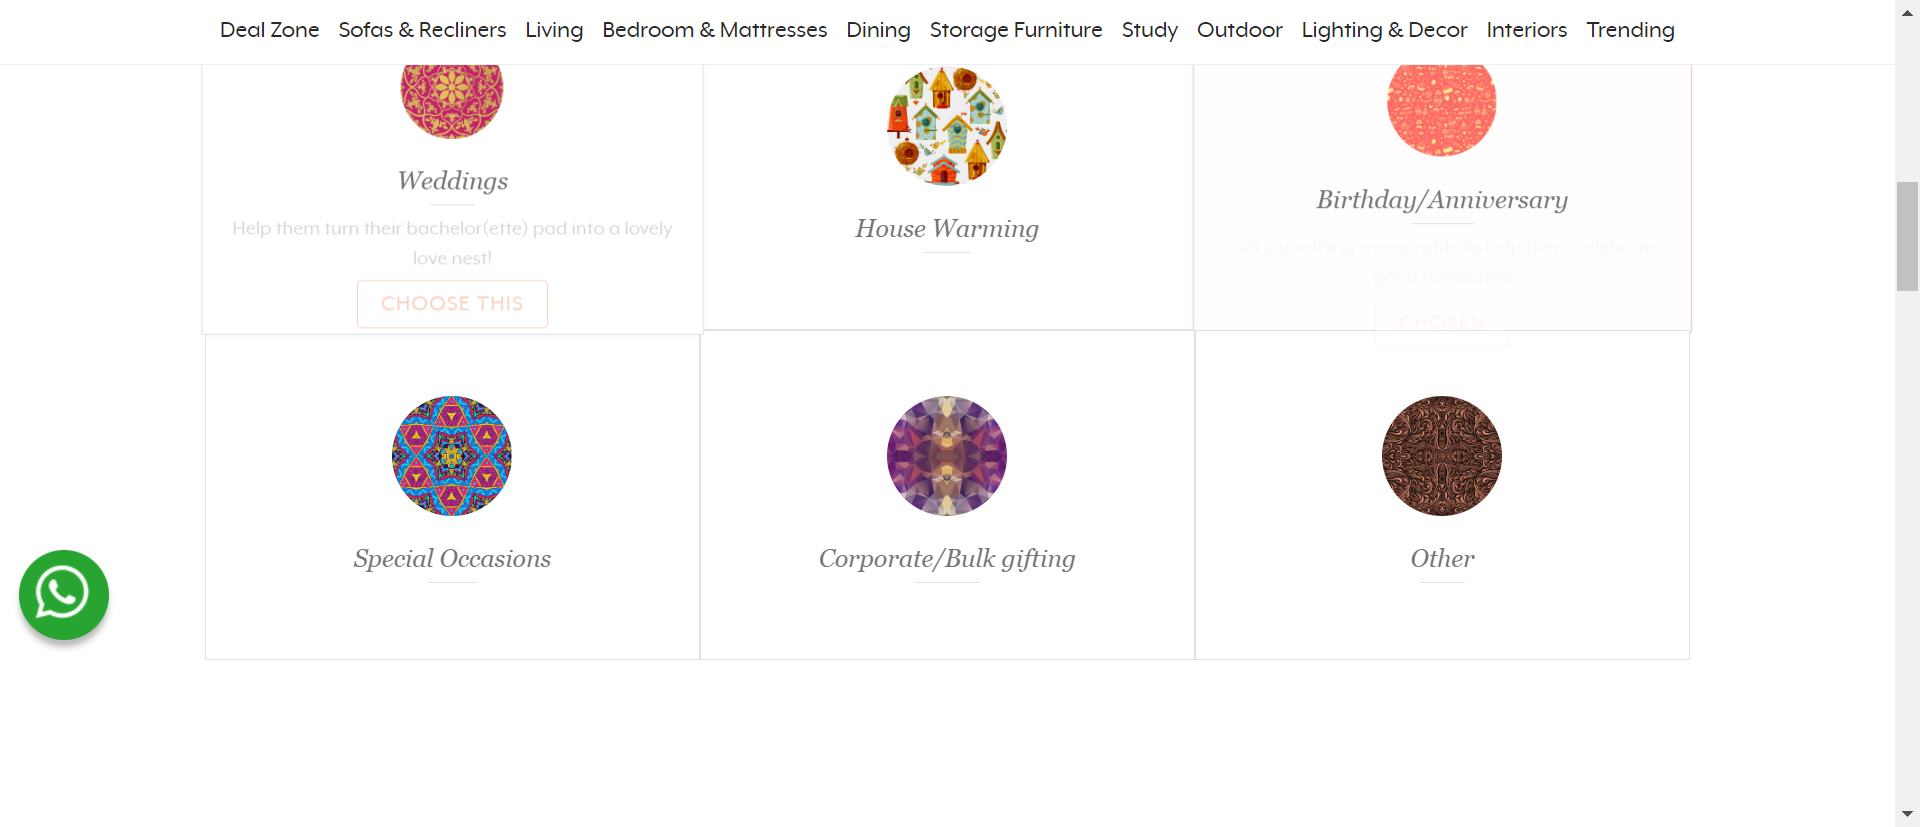 Deal Zone Sofas & Recliners Living Bedroom & Mattresses Dining Storage Furniture Study Outdoor Lighting & Decor Interiors Trending
Weddings
Help them turn their bachelor(ette) pad into a lovely
love nest!
CHOOSE THIS
House Warming
Birthday/Anniversary
Gift something memorable to help them celebrate
great memories!
CHOSEN
Special Occasions
Corporate/Bulk gifting
Other